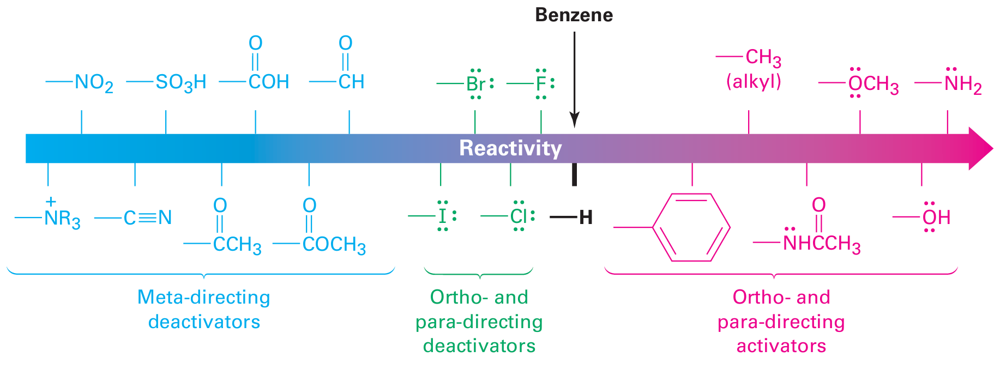 Benzene
O O
—CH₃
—NO₂ —SO₃H —COH —CH —Br: —F: (alkyl) —OCH₃ —NH₂
Reactivity
+
—NR₃ —C≡N O O —I: —Cl: —H O —OH
—CCH₃ —COCH₃ —NHCCH₃
Meta-directing
deactivators
Ortho- and
para-directing
deactivators
Ortho- and
para-directing
activators